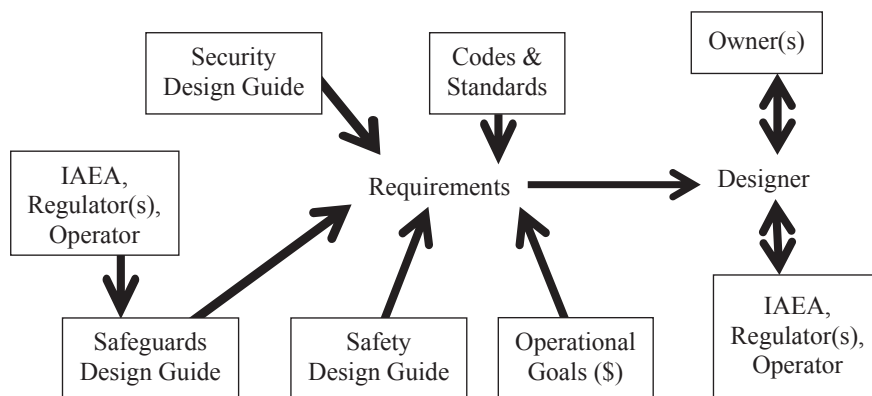 Security
Design Guide
Codes &
Standards
Owner(s)
IAEA,
Regulator(s),
Operator
Requirements
Designer
Safeguards
Design Guide
Safety
Design Guide
Operational
Goals ($)
IAEA,
Regulator(s),
Operator